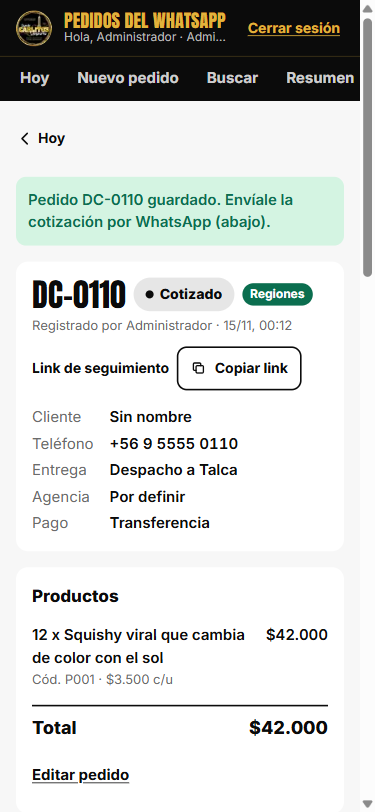 PEDIDOS DEL WHATSAPP
Hola, Administrador · Admi...
Cerrar sesión
Hoy
Nuevo pedido
Buscar
Resumen
Hoy
Pedido DC-0110 guardado. Envíale la
cotización por WhatsApp (abajo).
DC-0110
Cotizado
Regiones
Registrado por Administrador · 15/11, 00:12
Link de seguimiento
Copiar link
Cliente Sin nombre
Teléfono +56 9 5555 0110
Entrega Despacho a Talca
Agencia Por definir
Pago Transferencia
Productos
12 x Squishy viral que cambia $42.000
de color con el sol
Cód. P001 · $3.500 c/u
Total $42.000
Editar pedido